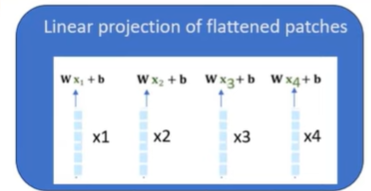 Linear projection of flattened patches
Wx₁ + b Wx₂ + b Wx3+ b Wx4+ b
x1 x2 x3 x4